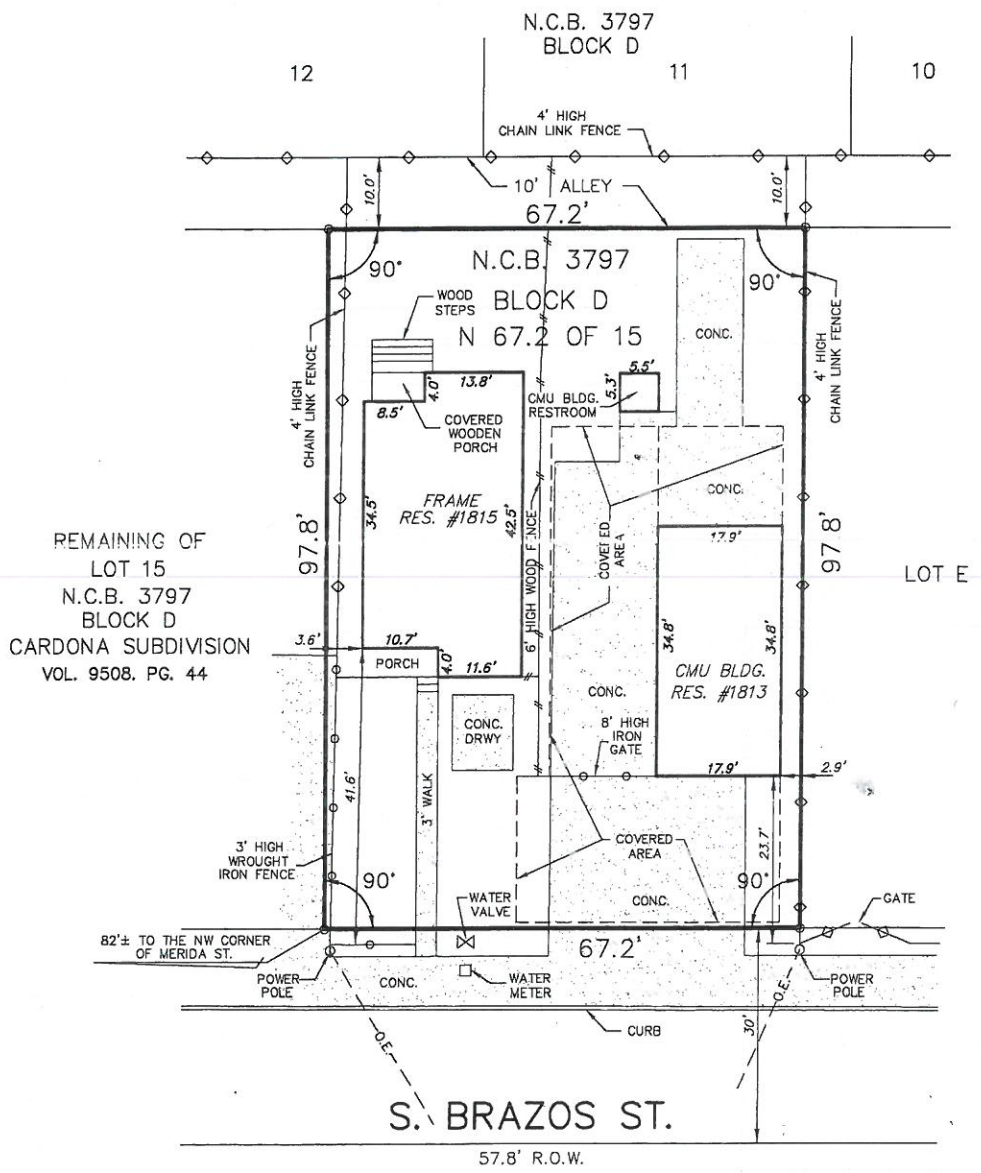 N.C.B. 3797
BLOCK D
12
11
10
4' HIGH
CHAIN LINK FENCE
10.0'
10' ALLEY
10.0'
67.2'
90°
N.C.B. 3797
90°
WOOD
STEPS
BLOCK D
N 67.2 OF 15
CONC.
4' HIGH
CHAIN LINK FENCE
4' HIGH
CHAIN LINK FENCE
13.8'
4.0'
8.5'
5.5'
5.3'
CMU BLDG.
RESTROOM
COVERED
WOODEN
PORCH
34.5'
FRAME
RES. #1815
42.5'
CONC.
17.9'
6' HIGH WOOD FENCE
COVERED
AREA
97.8'
97.8'
REMAINING OF
LOT 15
N.C.B. 3797
BLOCK D
CARDONA SUBDIVISION
VOL. 9508. PG. 44
LOT E
3.6'
10.7'
PORCH
4.0'
11.6'
34.8'
34.8'
CMU BLDG.
RES. #1813
CONC.
CONC.
DRWY
8' HIGH
IRON
GATE
17.9'
2.9'
41.6'
3' WALK
23.7'
COVERED
AREA
3' HIGH
WROUGHT
IRON FENCE
90°
90°
WATER
VALVE
CONC.
GATE
82'± TO THE NW CORNER
OF MERIDA ST.
67.2'
POWER
POLE
CONC.
WATER
METER
POWER
POLE
O.E.
O.E.
30'
CURB
S. BRAZOS ST.
57.8' R.O.W.